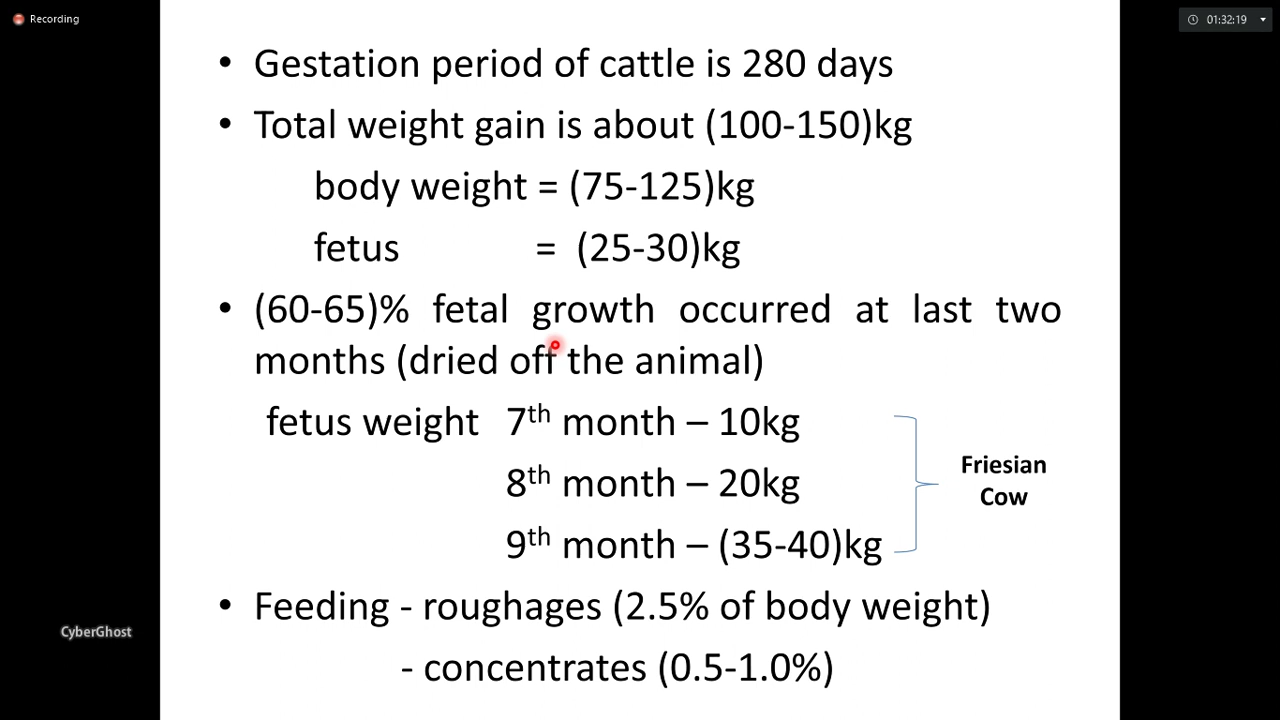 Recording
01:32:19
• Gestation period of cattle is 280 days
• Total weight gain is about (100-150)kg
body weight = (75-125)kg
fetus = (25-30)kg
• (60-65)% fetal growth occurred at last two
months (dried off the animal)
fetus weight 7th month – 10kg
8th month – 20kg
9th month – (35-40)kg
Friesian
Cow
• Feeding - roughages (2.5% of body weight)
- concentrates (0.5-1.0%)
CyberGhost